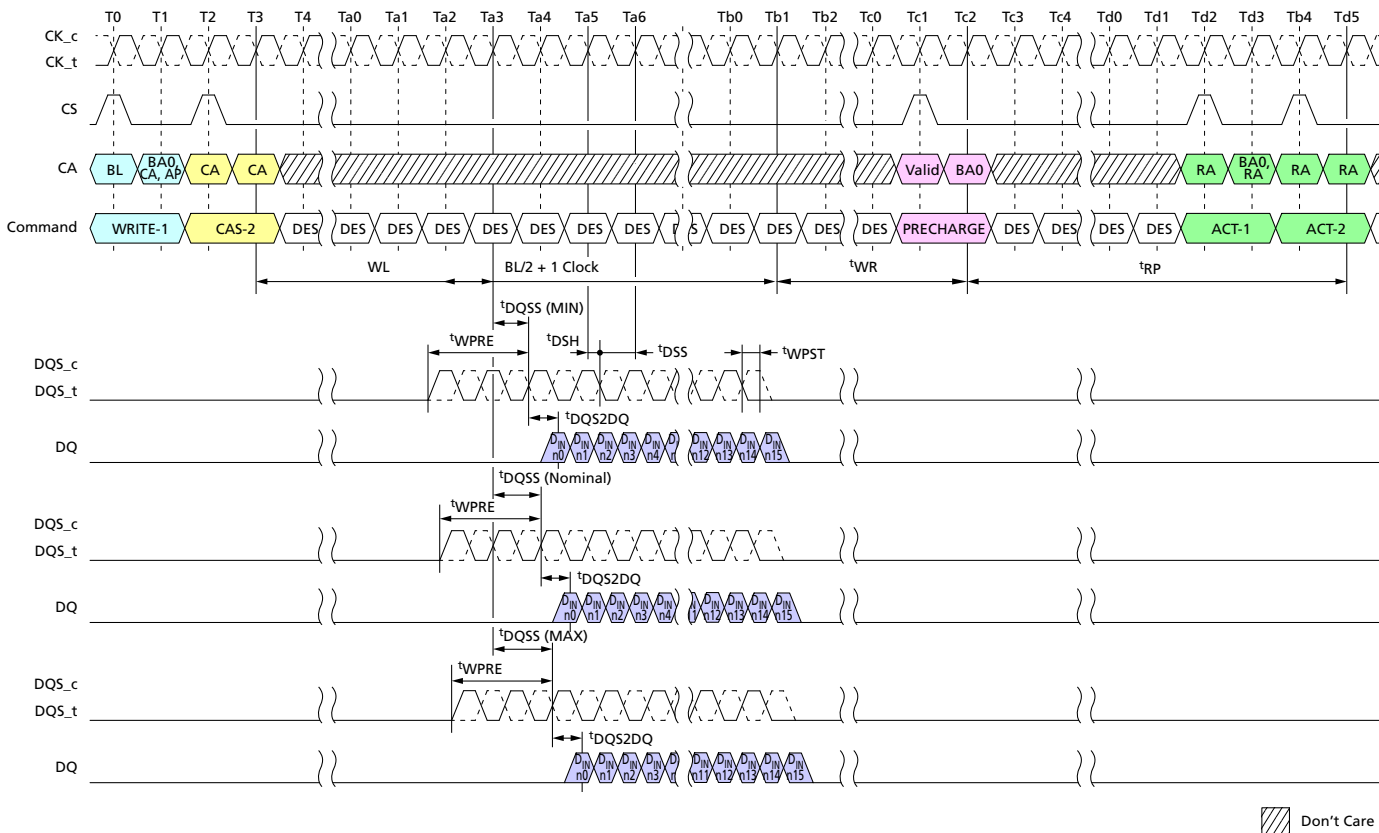 T0 T1 T2 T3 T4 Ta0 Ta1 Ta2 Ta3 Ta4 Ta5 Ta6 Tb0 Tb1 Tb2 Tc0 Tc1 Tc2 Tc3 Tc4 Td0 Td1 Td2 Td3 Tb4 Td5
CK_c
CK_t
CS
CA BL BA0, CA, AP CA CA Valid BA0 RA BA0, RA RA RA
Command WRITE-1 CAS-2 DES DES DES DES DES DES DES DES DES DES DES DES PRECHARGE DES DES DES DES ACT-1 ACT-2
WL BL/2 + 1 Clock tWR tRP
tDQSS (MIN)
tWPRE tDSH tDSS tWPST
DQS_c
DQS_t
tDQS2DQ
DQ DIN n0 DIN n1 DIN n2 DIN n3 DIN n4 DIN n12 DIN n13 DIN n14 DIN n15
tDQSS (Nominal)
tWPRE
DQS_c
DQS_t
tDQS2DQ
DQ DIN n0 DIN n1 DIN n2 DIN n3 DIN n4 DIN n12 DIN n13 DIN n14 DIN n15
tDQSS (MAX)
tWPRE
DQS_c
DQS_t
tDQS2DQ
DQ DIN n0 DIN n1 DIN n2 DIN n3 DIN n11 DIN n12 DIN n13 DIN n14 DIN n15
Don't Care